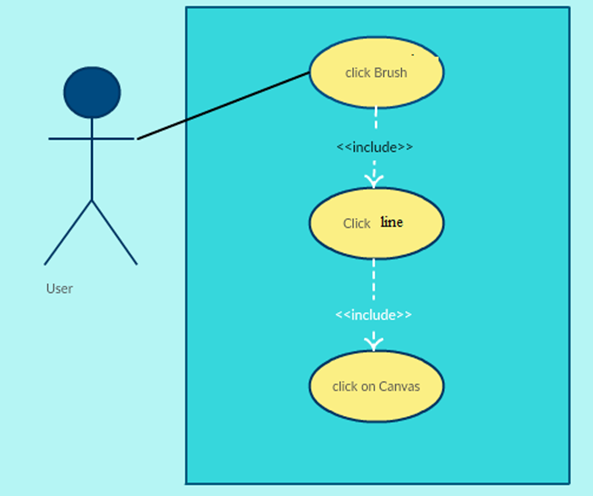 click Brush
<<include>>
Click line
User
<<include>>
click on Canvas